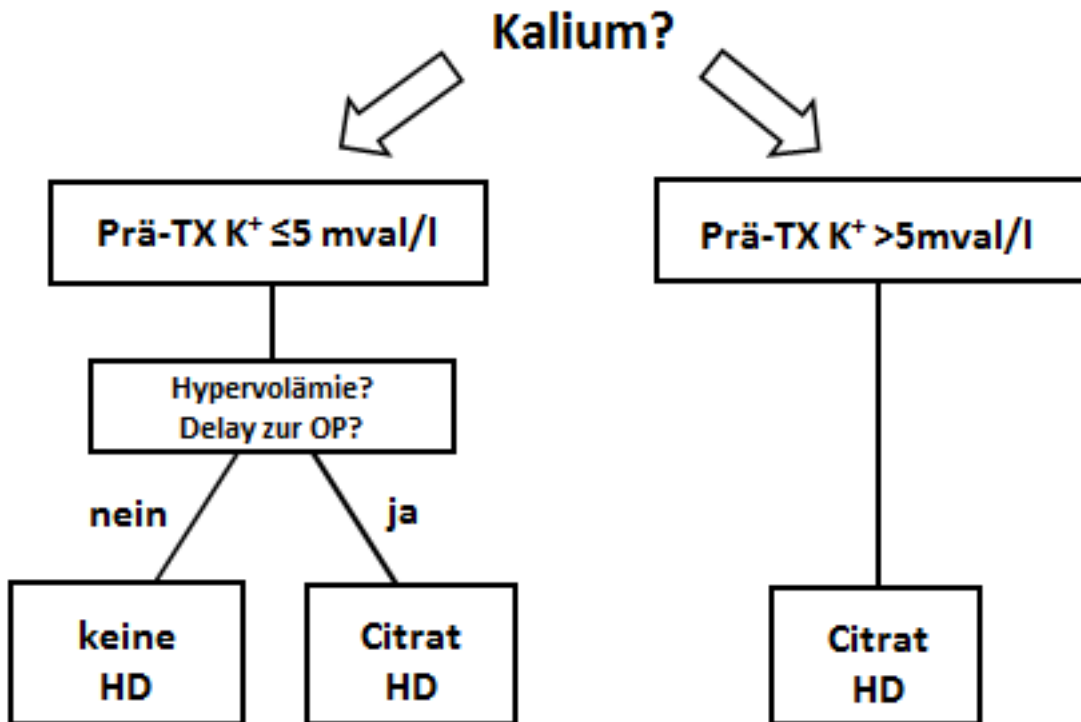 Kalium?
Prä-TX K⁺ ≤5 mval/l
Prä-TX K⁺ >5mval/l
Hypervolämie?
Delay zur OP?
nein
ja
keine
HD
Citrat
HD
Citrat
HD